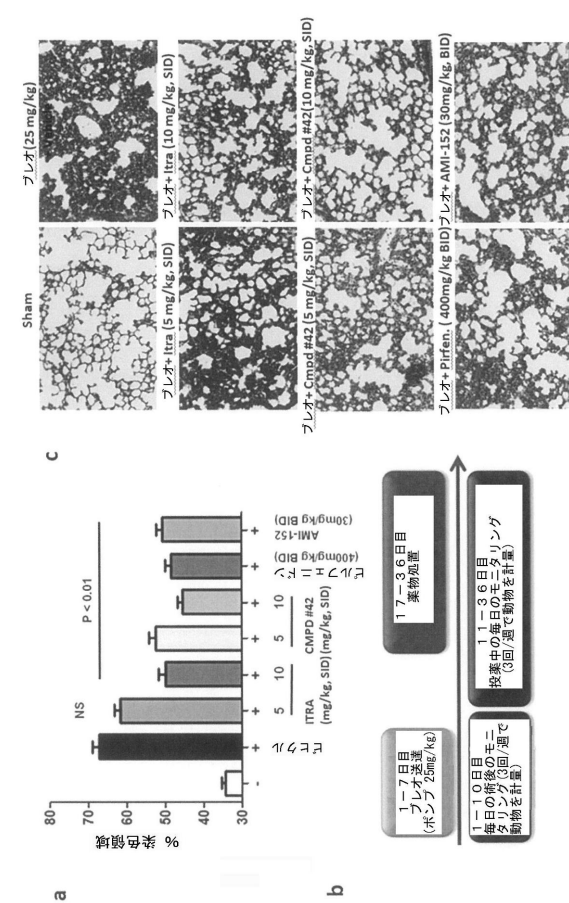 a
% 染色領域
80
70
60
50
40
30
NS
P < 0.01
- + + + + + + +
ビヒクル
5 10
ITRA
(mg/kg, SID)
5 10
CMPD #42
(mg/kg, SID)
ピルフェニドン
(400mg/kg BID)
AMI-152
(30mg/kg BID)
b
1-7日目
ブレオ送達
(ポンプ 25mg/kg)
17-36日目
薬物処置
1-10日目
毎日の術後のモニ
タリング (3回/週で
動物を計量)
11-36日目
投薬中の毎日のモニタリング
(3回/週で動物を計量)
c
Sham
ブレオ(25 mg/kg)
ブレオ+ Itra (5 mg/kg, SID)
ブレオ+ Itra (10 mg/kg, SID)
ブレオ+ Cmpd #42 (5 mg/kg, SID)
ブレオ+ Cmpd #42(10 mg/kg, SID)
ブレオ+ Pirfen. ( 400mg/kg BID)
ブレオ+ AMI-152 (30mg/kg, BID)